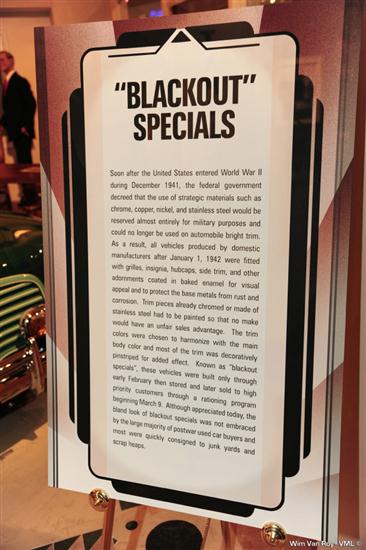 "BLACKOUT"
SPECIALS
Soon after the United States entered World War II
during December 1941, the federal government
decreed that the use of strategic materials such as
chrome, copper, nickel, and stainless steel would be
reserved almost entirely for military purposes and
could no longer be used on automobile bright trim.
As a result, all vehicles produced by domestic
manufacturers after January 1, 1942 were fitted
with grilles, insignia, hubcaps, side trim, and other
adornments coated in baked enamel for visual
appeal and to protect the base metals from rust and
corrosion. Trim pieces already chromed or made of
stainless steel had to be painted so that no make
would have an unfair sales advantage. The trim
colors were chosen to harmonize with the main
body color and most of the trim was decoratively
pinstriped for added effect. Known as "blackout
specials", these vehicles were built only through
early February then stored and later sold to high
priority customers through a rationing program
beginning March 9. Although appreciated today, the
bland look of blackout specials was not embraced
by the large majority of postwar used car buyers and
most were quickly consigned to junk yards and
scrap heaps.
Wim Van Roy - VML ©